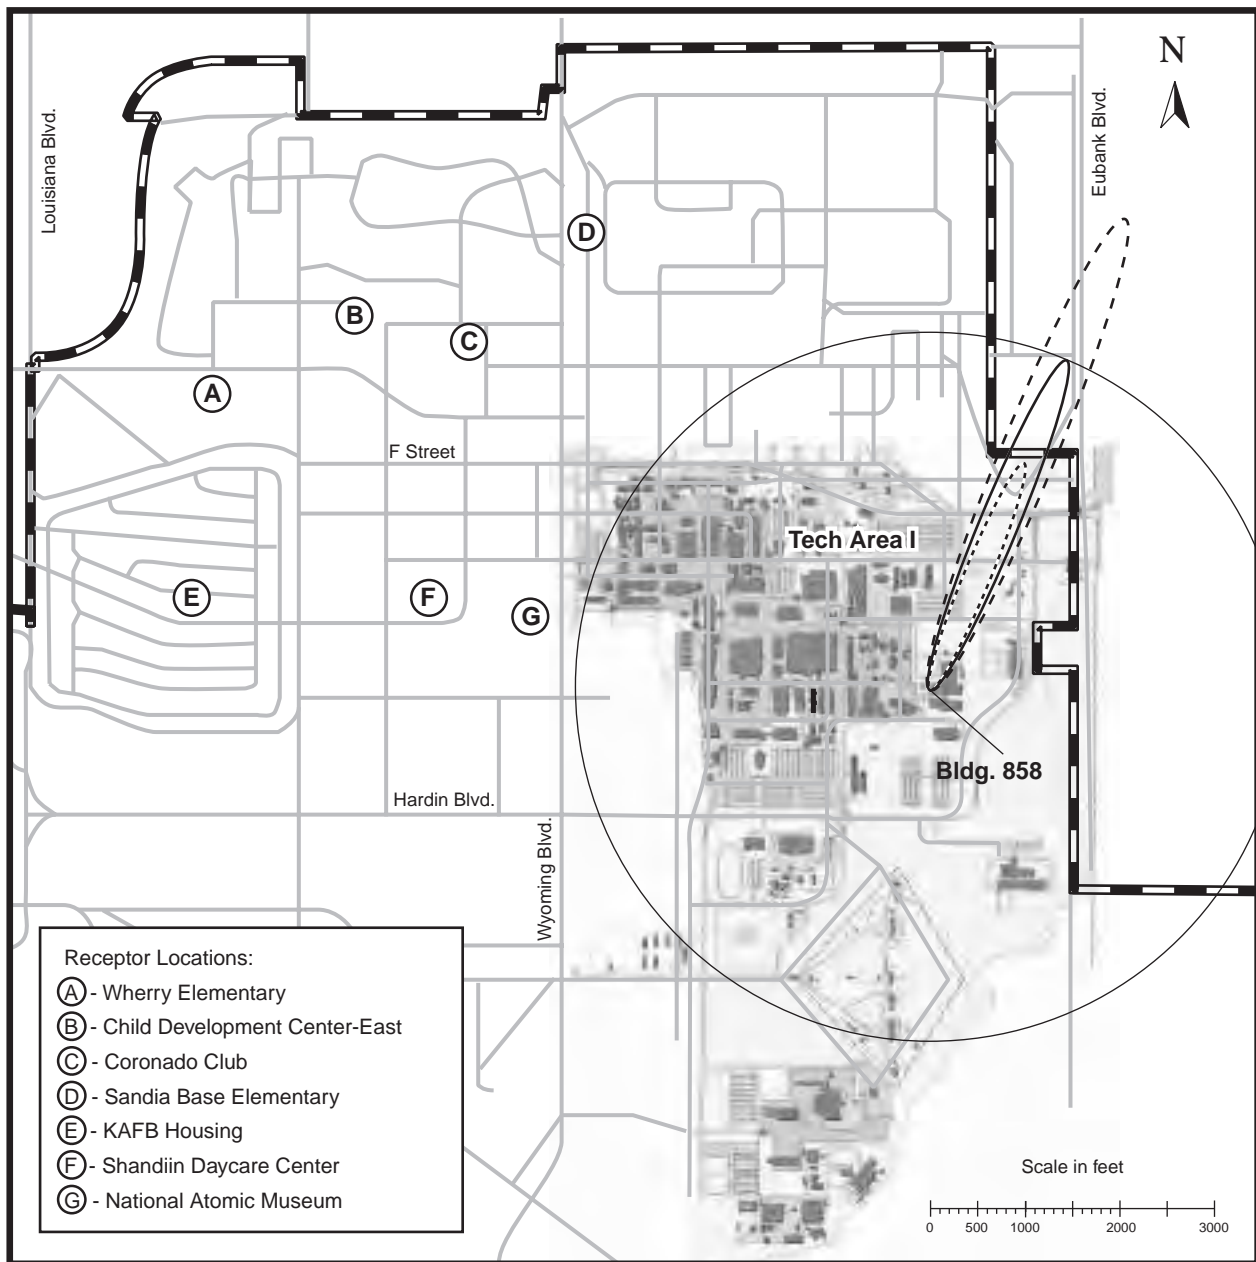 N
Louisiana Blvd.
Eubank Blvd.
D
B
C
A
F Street
Tech Area I
E
F
G
Bldg. 858
Hardin Blvd.
Wyoming Blvd.
Receptor Locations:
A - Wherry Elementary
B - Child Development Center-East
C - Coronado Club
D - Sandia Base Elementary
E - KAFB Housing
F - Shandiin Daycare Center
G - National Atomic Museum
Scale in feet
0 500 1000 2000 3000